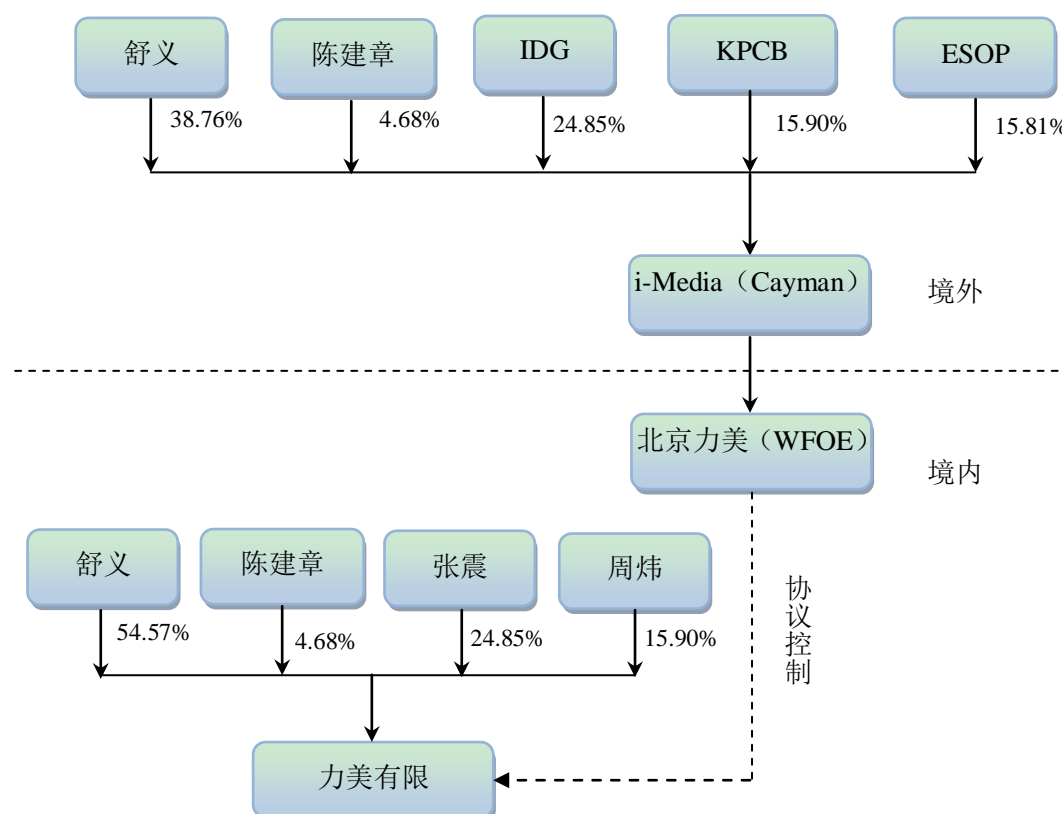 舒义
陈建章
IDG
KPCB
ESOP
38.76%
4.68%
24.85%
15.90%
15.81%
i-Media（Cayman）
境外
北京力美（WFOE）
境内
舒义
陈建章
张震
周炜
54.57%
4.68%
24.85%
15.90%
协议控制
力美有限